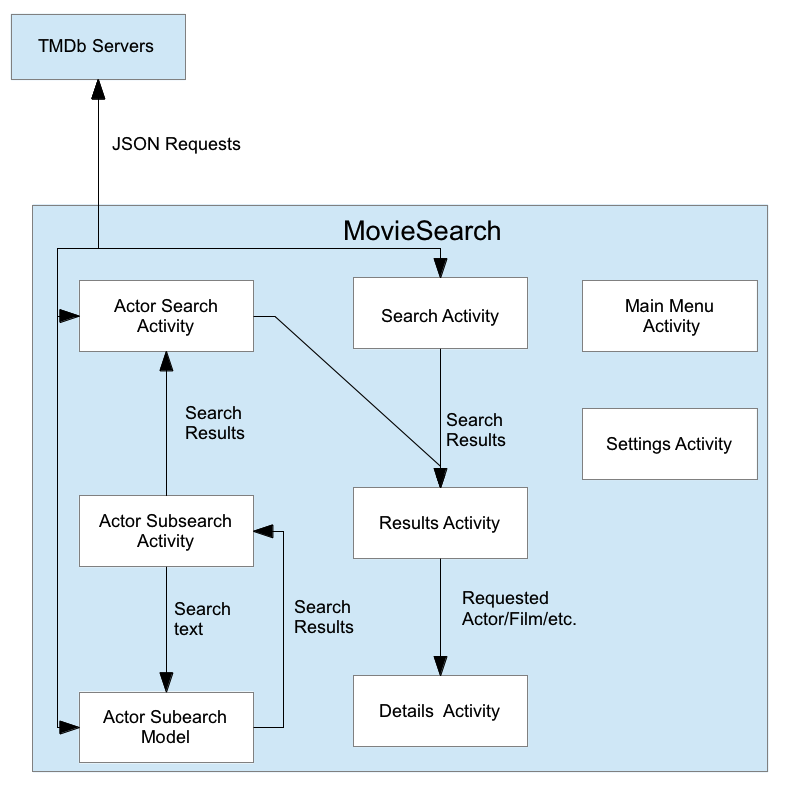 TMDb Servers
JSON Requests
MovieSearch
Actor Search
Activity
Search Activity
Main Menu
Activity
Search
Results
Search
Results
Settings Activity
Actor Subsearch
Activity
Results Activity
Search
text
Search
Results
Requested
Actor/Film/etc.
Actor Subearch
Model
Details Activity